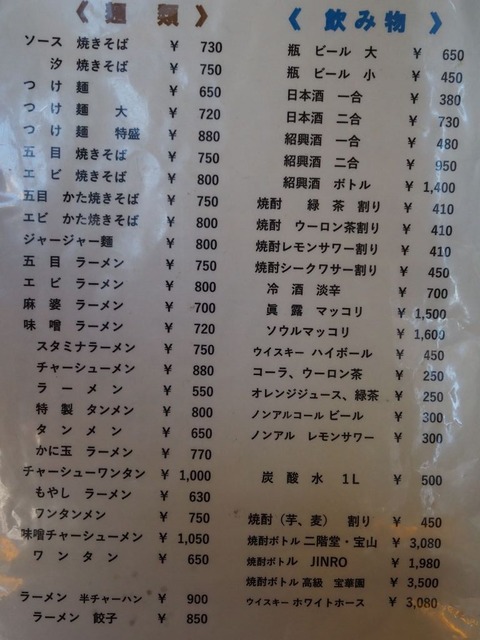 《 麺 類 》
ソース 焼きそば ¥ 730
汐 焼きそば ¥ 750
つ け 麺 ¥ 650
つ け 麺 大 ¥ 720
つ け 麺 特盛 ¥ 880
五 目 焼きそば ¥ 750
エ ビ 焼きそば ¥ 800
五目 かた焼きそば ¥ 750
エビ かた焼きそば ¥ 800
ジャージャー麺 ¥ 800
五 目 ラーメン ¥ 750
エ ビ ラーメン ¥ 800
麻 婆 ラーメン ¥ 700
味 噌 ラーメン ¥ 720
スタミナラーメン ¥ 750
チャーシューメン ¥ 880
ラ ー メ ン ¥ 550
特 製 タンメン ¥ 800
タ ン メ ン ¥ 650
かに玉 ラーメン ¥ 770
チャーシューワンタン ¥ 1,000
もやし ラーメン ¥ 630
ワンタンメン ¥ 750
味噌チャーシューメン ¥ 1,050
ワ ン タ ン ¥ 650
ラーメン 半チャーハン ¥ 900
ラーメン 餃子 ¥ 850
《 飲み物 》
瓶 ビール 大 ¥ 650
瓶 ビール 小 ¥ 450
日本酒 一合 ¥ 380
日本酒 二合 ¥ 730
紹興酒 一合 ¥ 480
紹興酒 二合 ¥ 950
紹興酒 ボトル ¥ 1,400
焼酎 緑 茶 割り ¥ 410
焼酎 ウーロン茶割り ¥ 410
焼酎レモンサワー割り ¥ 410
焼酎シークワサー割り ¥ 450
冷 酒 淡辛 ¥ 700
眞 露 マッコリ ¥ 1,500
ソウルマッコリ ¥ 1,600
ウイスキー ハイボール ¥ 450
コーラ、ウーロン茶 ¥ 250
オレンジジュース、緑茶 ¥ 250
ノンアルコール ビール ¥ 300
ノンアル レモンサワー ¥ 300
炭 酸 水 1L ¥ 500
焼酎（芋、麦） 割り ¥ 450
焼酎ボトル 二階堂・宝山 ¥ 3,080
焼酎ボトル JINRO ¥ 1,980
焼酎ボトル 高級 宝華園 ¥ 3,500
ウイスキー ホワイトホース ¥ 3,080